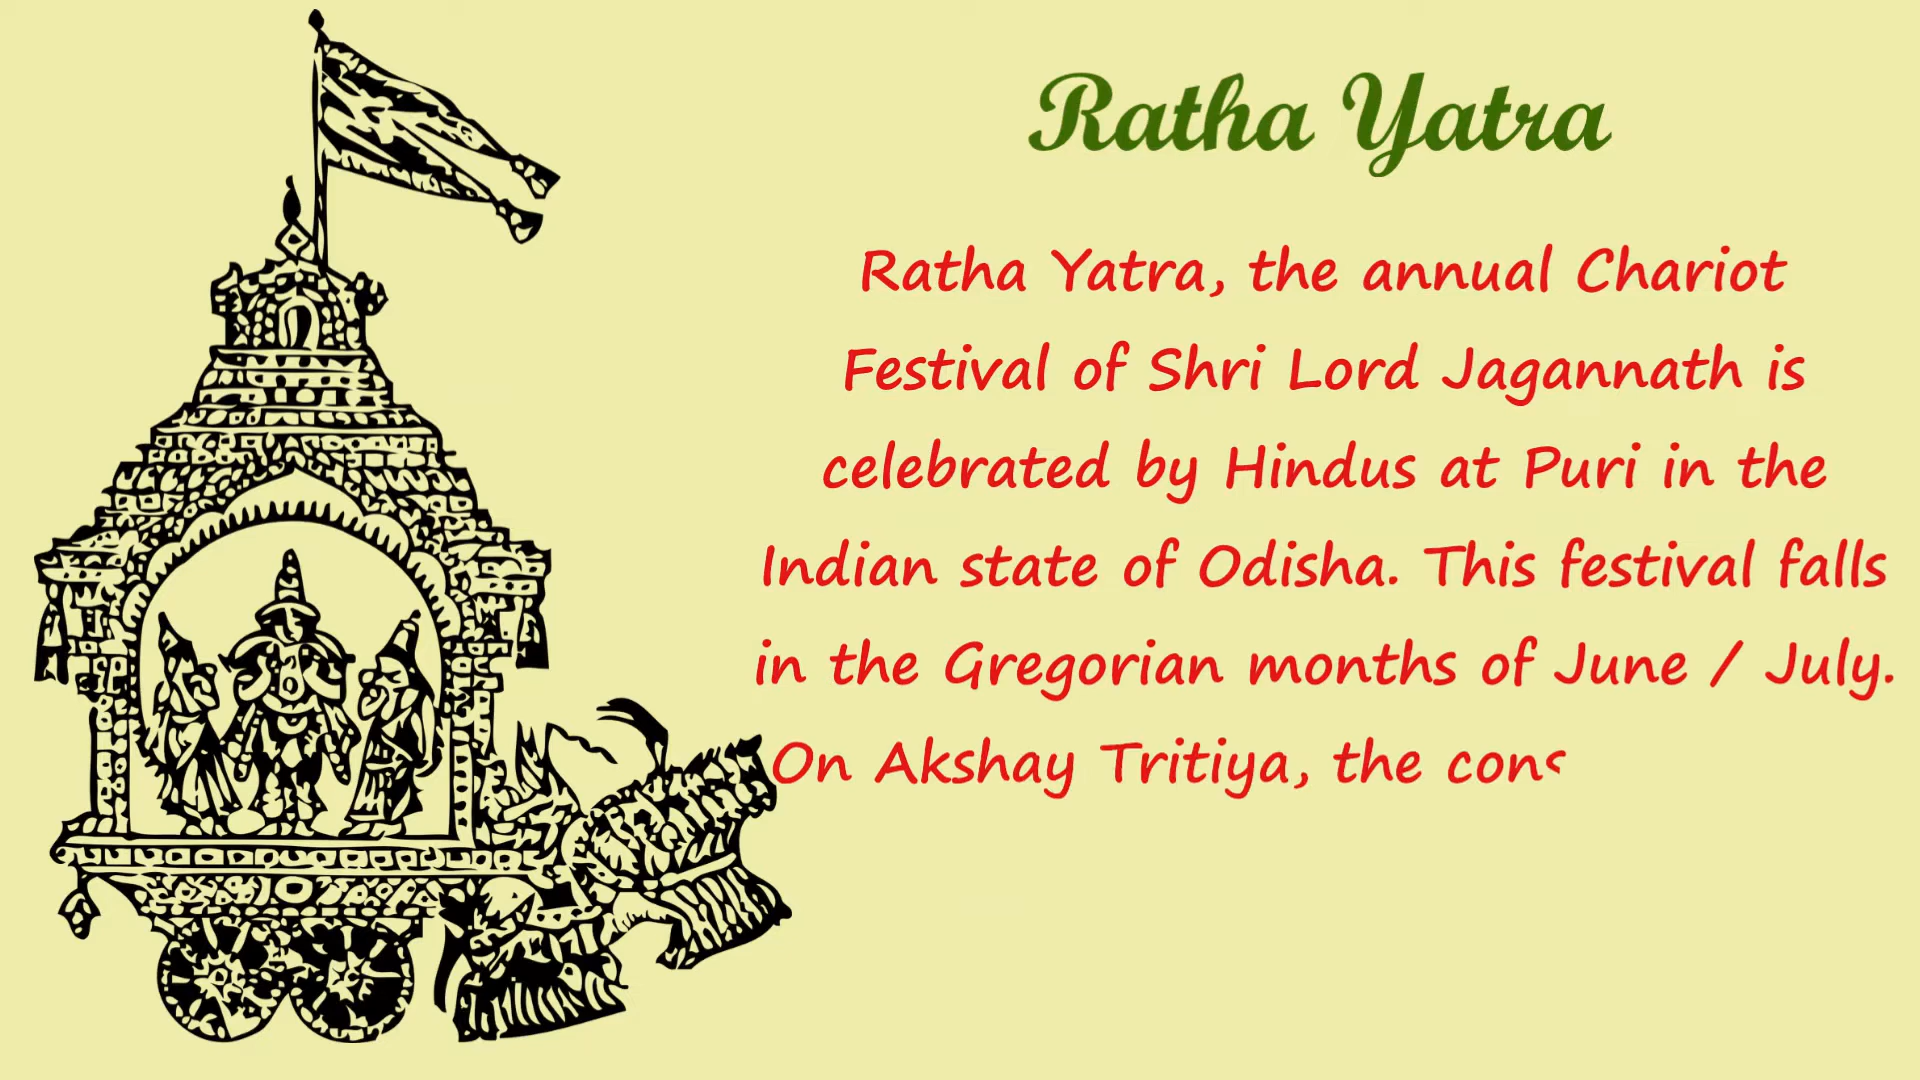 Ratha Yatra
Ratha Yatra, the annual Chariot
Festival of Shri Lord Jagannath is
celebrated by Hindus at Puri in the
Indian state of Odisha. This festival falls
in the Gregorian months of June / July.
On Akshay Tritiya, the